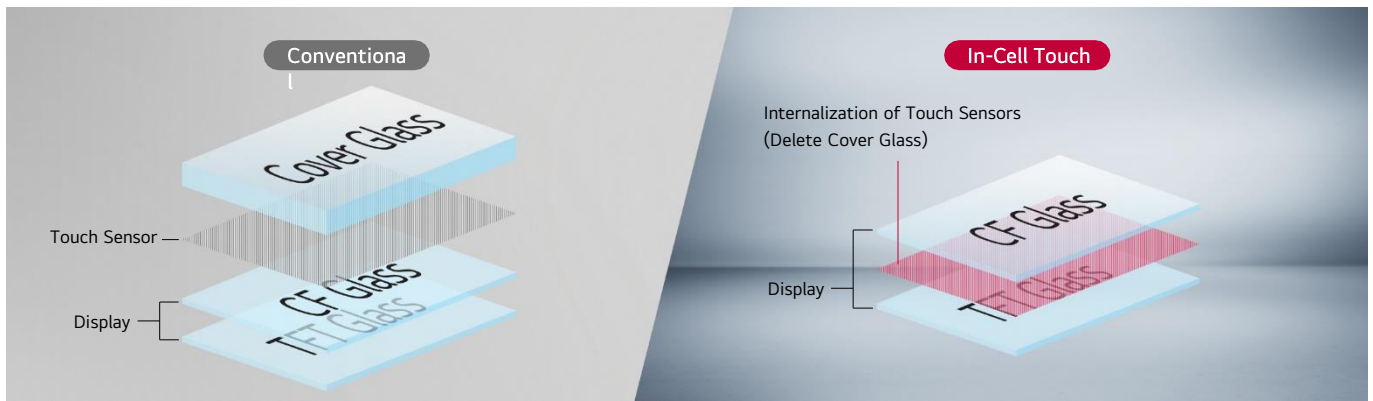 Conventiona
l
Cover Glass
Touch Sensor
CF Glass
TFT Glass
Display
In-Cell Touch
Internalization of Touch Sensors
(Delete Cover Glass)
CF Glass
TFT Glass
Display